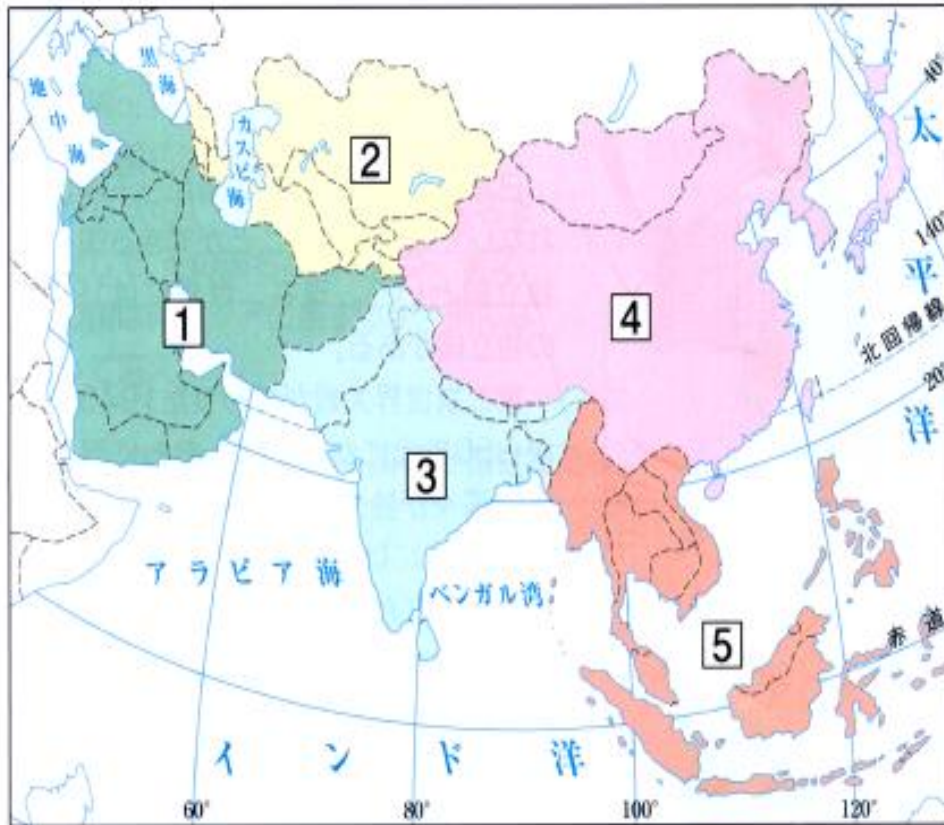 黒海
地中海
カスピ海
太平洋
40°
140°
北回帰線
20°
1
2
3
4
5
アラビア海
ベンガル湾
赤道
インド洋
60°
80°
100°
120°